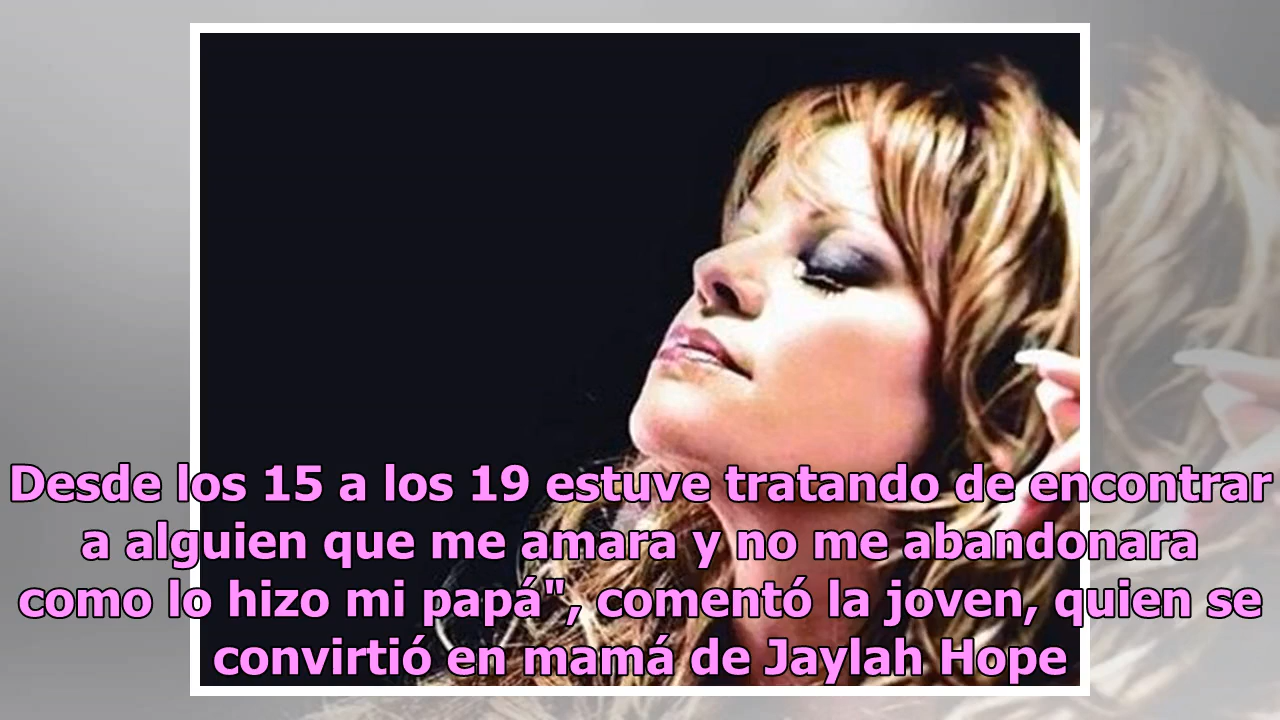 Desde los 15 a los 19 estuve tratando de encontrar
a alguien que me amara y no me abandonara
como lo hizo mi papá", comentó la joven, quien se
convirtió en mamá de Jaylah Hope